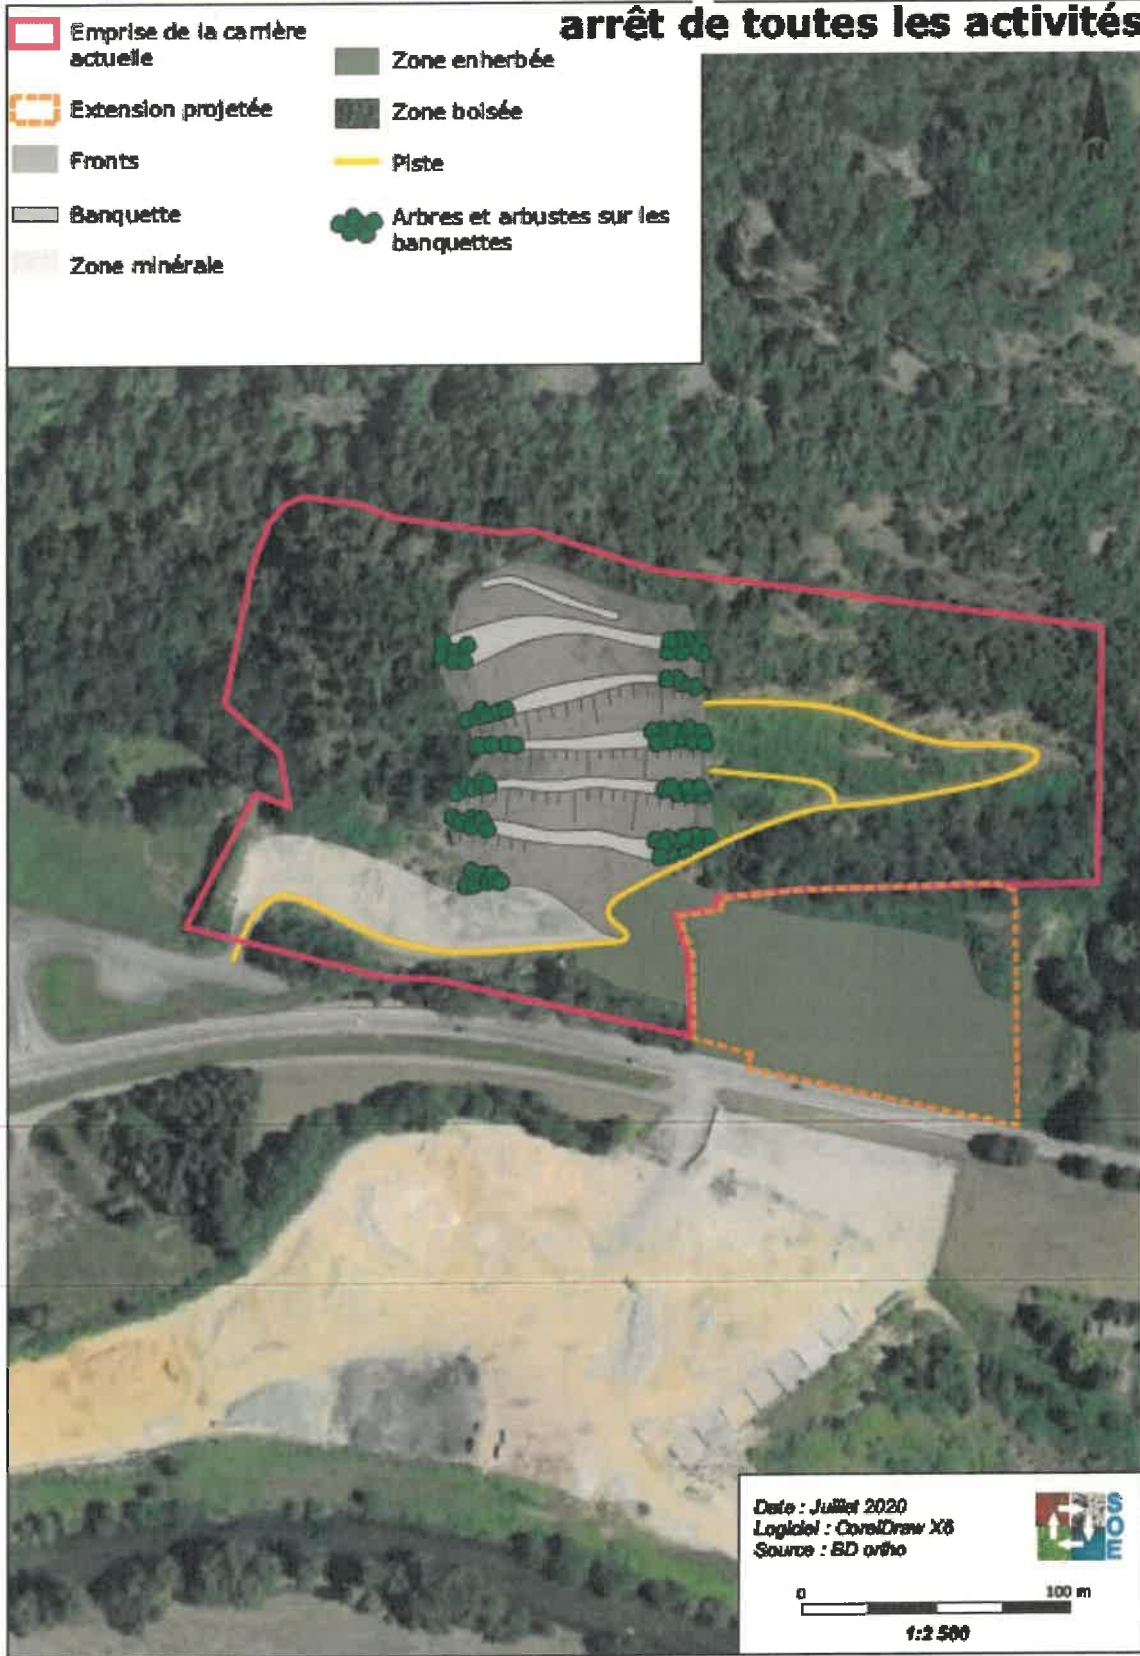 arrêt de toutes les activités
Emprise de la carrière
actuelle
Extension projetée
Fronts
Banquette
Zone minérale
Zone enherbée
Zone boisée
Piste
Arbres et arbustes sur les
banquettes
N
Date : Juillet 2020
Logiciel : CorelDraw X6
Source : BD ortho
SOE
0 100 m
1:2 500